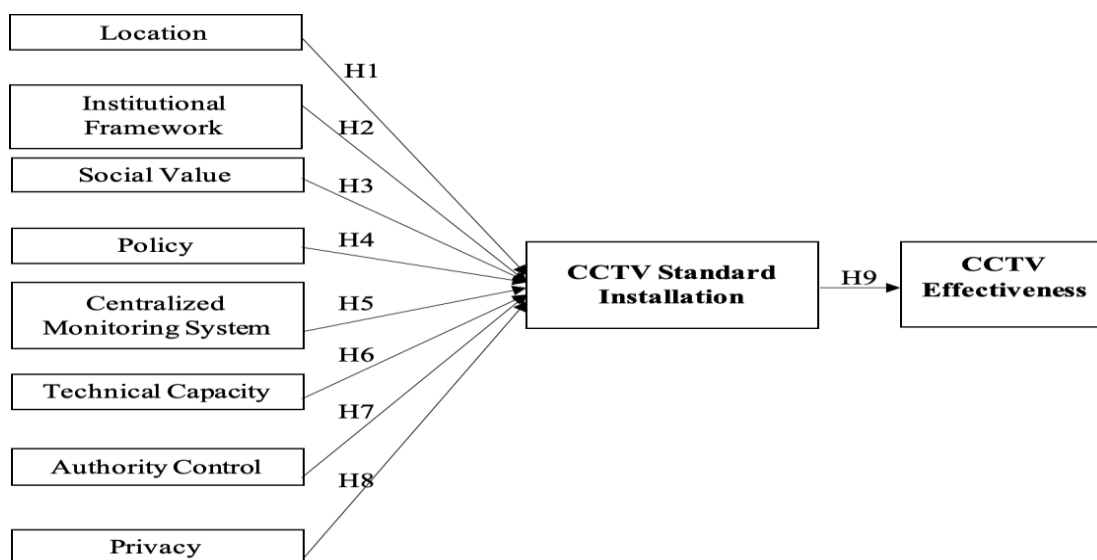 Location
H1
Institutional
Framework
H2
Social Value
H3
Policy
H4
Centralized
Monitoring System
H5
Technical Capacity
H6
Authority Control
H7
Privacy
H8
CCTV Standard
Installation
H9
CCTV
Effectiveness